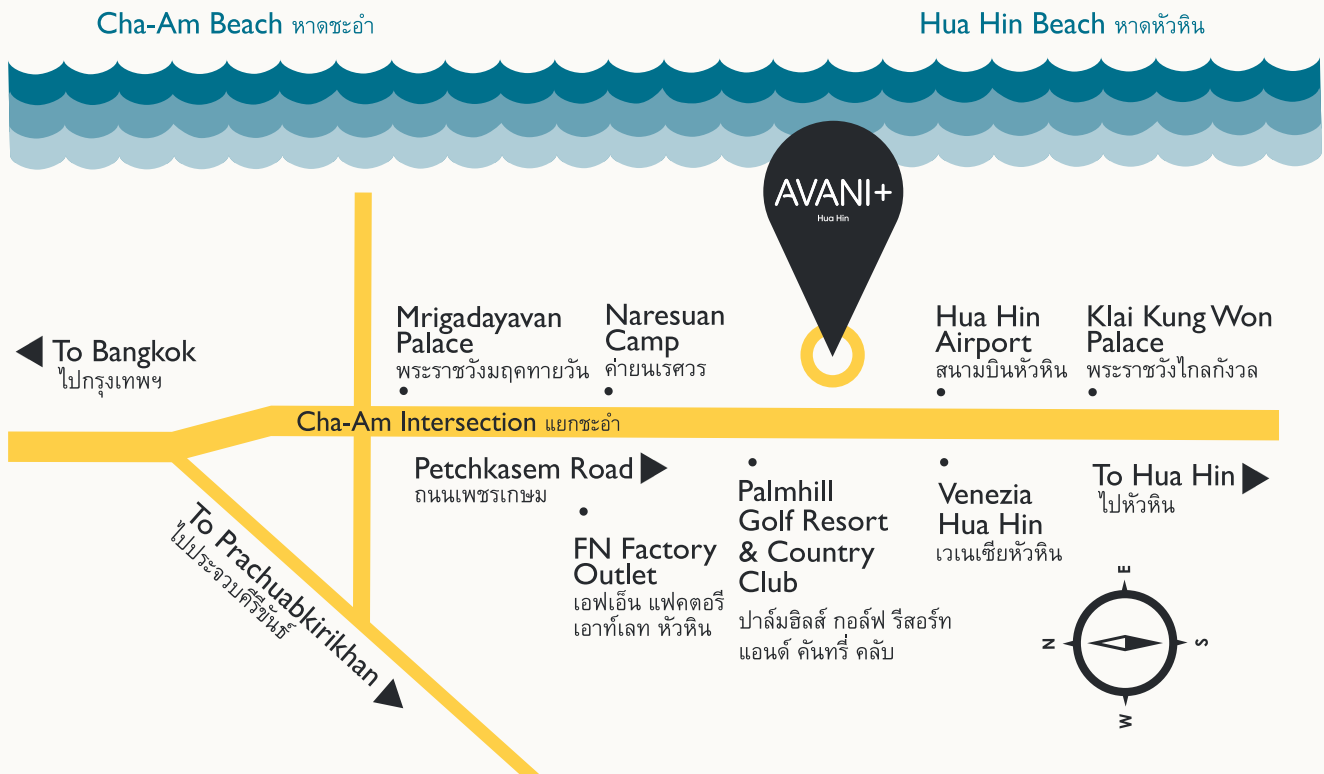 Cha-Am Beach หาดชะอำ
Hua Hin Beach หาดหัวหิน
AVANI+
Hua Hin
To Bangkok
ไปกรุงเทพฯ
Mrigadayavan
Palace
พระราชวังมฤคทายวัน
Naresuan
Camp
ค่ายนเรศวร
Hua Hin
Airport
สนามบินหัวหิน
Klai Kung Won
Palace
พระราชวังไกลกังวล
Cha-Am Intersection แยกชะอำ
Petchkasem Road
ถนนเพชรเกษม
To Prachuabkirikhan
ไปประจวบคีรีขันธ์
FN Factory
Outlet
เอฟเอ็น แฟคตอรี
เอาท์เลท หัวหิน
Palmhill
Golf Resort
& Country
Club
ปาล์มฮิลส์ กอล์ฟ รีสอร์ท
แอนด์ คันทรี่ คลับ
Venezia
Hua Hin
เวเนเซียหัวหิน
To Hua Hin
ไปหัวหิน
E
N
S
W